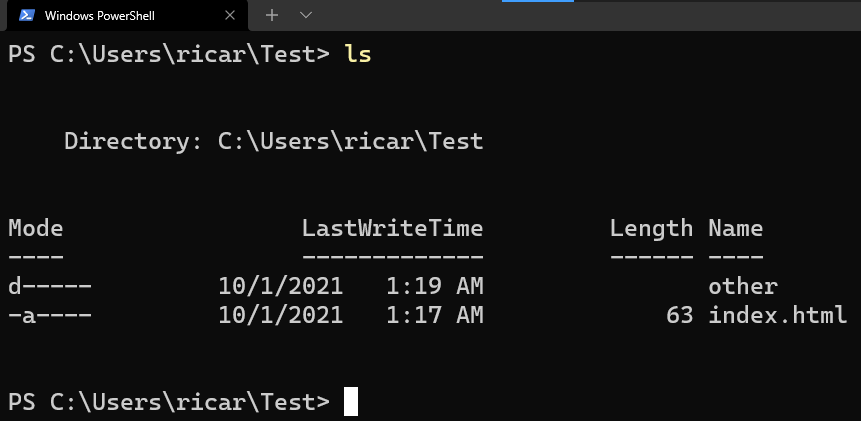 Windows PowerShell
PS C:\Users\ricar\Test> ls
Directory: C:\Users\ricar\Test
Mode LastWriteTime Length Name
---- ------------- ------ ----
d----- 10/1/2021 1:19 AM other
-a---- 10/1/2021 1:17 AM 63 index.html
PS C:\Users\ricar\Test>